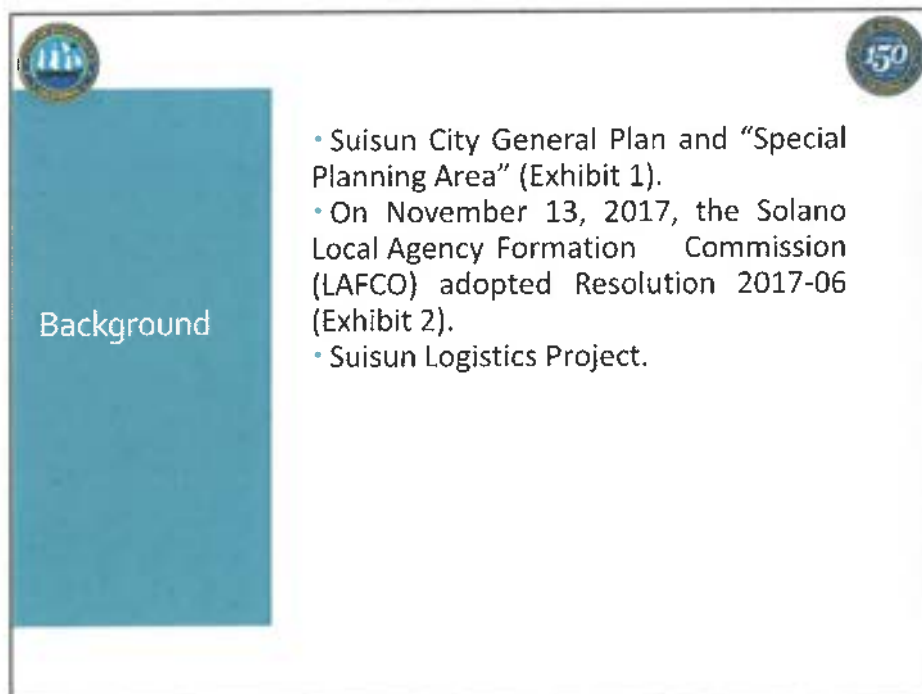 150
Background
• Suisun City General Plan and “Special
Planning Area” (Exhibit 1).
• On November 13, 2017, the Solano
Local Agency Formation Commission
(LAFCO) adopted Resolution 2017-06
(Exhibit 2).
• Suisun Logistics Project.